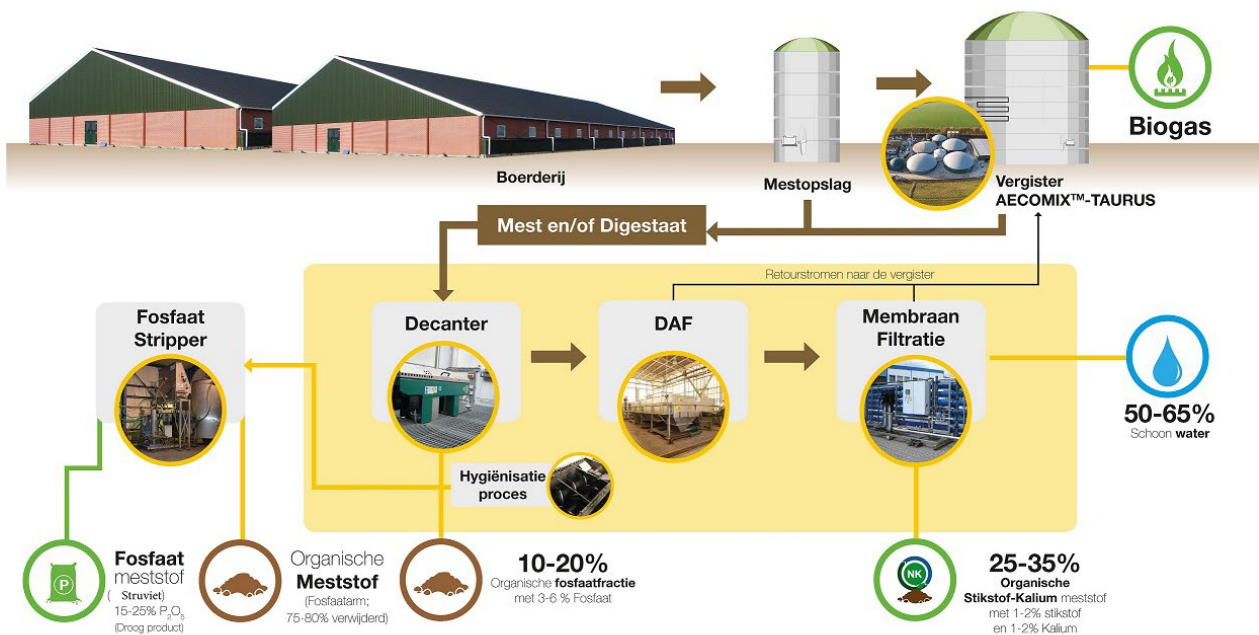 Biogas
Boerderij
Mestopslag
Vergister
AECOMIX™-TAURUS
Mest en/of Digestaat
Retourstromen naar de vergister
Fosfaat
Stripper
Decanter
DAF
Membraan
Filtratie
50-65%
Schoon water
Hygiënisatie
proces
P
Fosfaat
meststof
( Struviet)
15-25% P₂O₅
(Droog product)
Organische
Meststof
(Fosfaatarm;
75-80% verwijderd)
10-20%
Organische fosfaatfractie
met 3-6 % Fosfaat
NK
25-35%
Organische
Stikstof-Kalium meststof
met 1-2% stikstof
en 1-2% Kalium